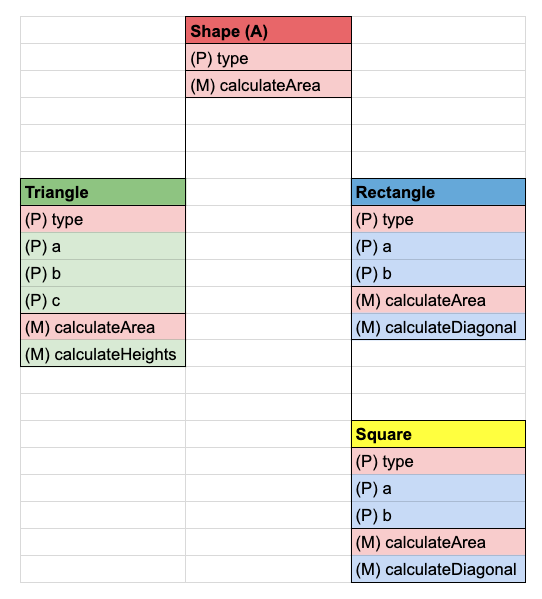 Shape (A)
(P) type
(M) calculateArea
Triangle
(P) type
(P) a
(P) b
(P) c
(M) calculateArea
(M) calculateHeights
Rectangle
(P) type
(P) a
(P) b
(M) calculateArea
(M) calculateDiagonal
Square
(P) type
(P) a
(P) b
(M) calculateArea
(M) calculateDiagonal